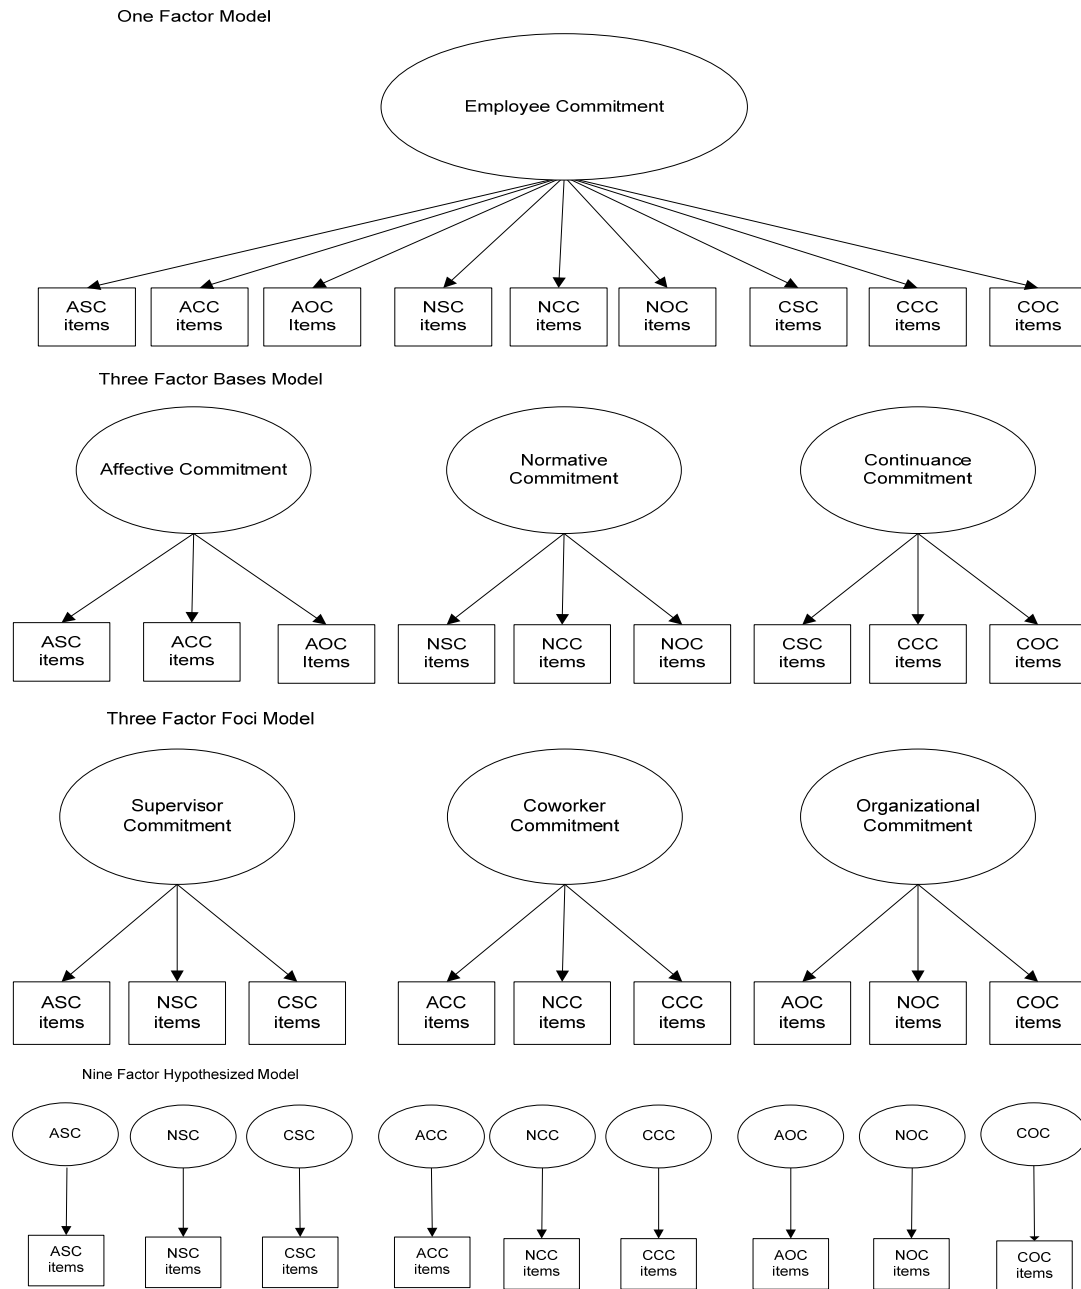 One Factor Model
Employee Commitment
ASC
items
ACC
items
AOC
Items
NSC
items
NCC
items
NOC
items
CSC
items
CCC
items
COC
items
Three Factor Bases Model
Affective Commitment
Normative
Commitment
Continuance
Commitment
ASC
items
ACC
items
AOC
Items
NSC
items
NCC
items
NOC
items
CSC
items
CCC
items
COC
items
Three Factor Foci Model
Supervisor
Commitment
Coworker
Commitment
Organizational
Commitment
ASC
items
NSC
items
CSC
items
ACC
items
NCC
items
CCC
items
AOC
items
NOC
items
COC
items
Nine Factor Hypothesized Model
ASC
NSC
CSC
ACC
NCC
CCC
AOC
NOC
COC
ASC
items
NSC
items
CSC
items
ACC
items
NCC
items
CCC
items
AOC
items
NOC
items
COC
items